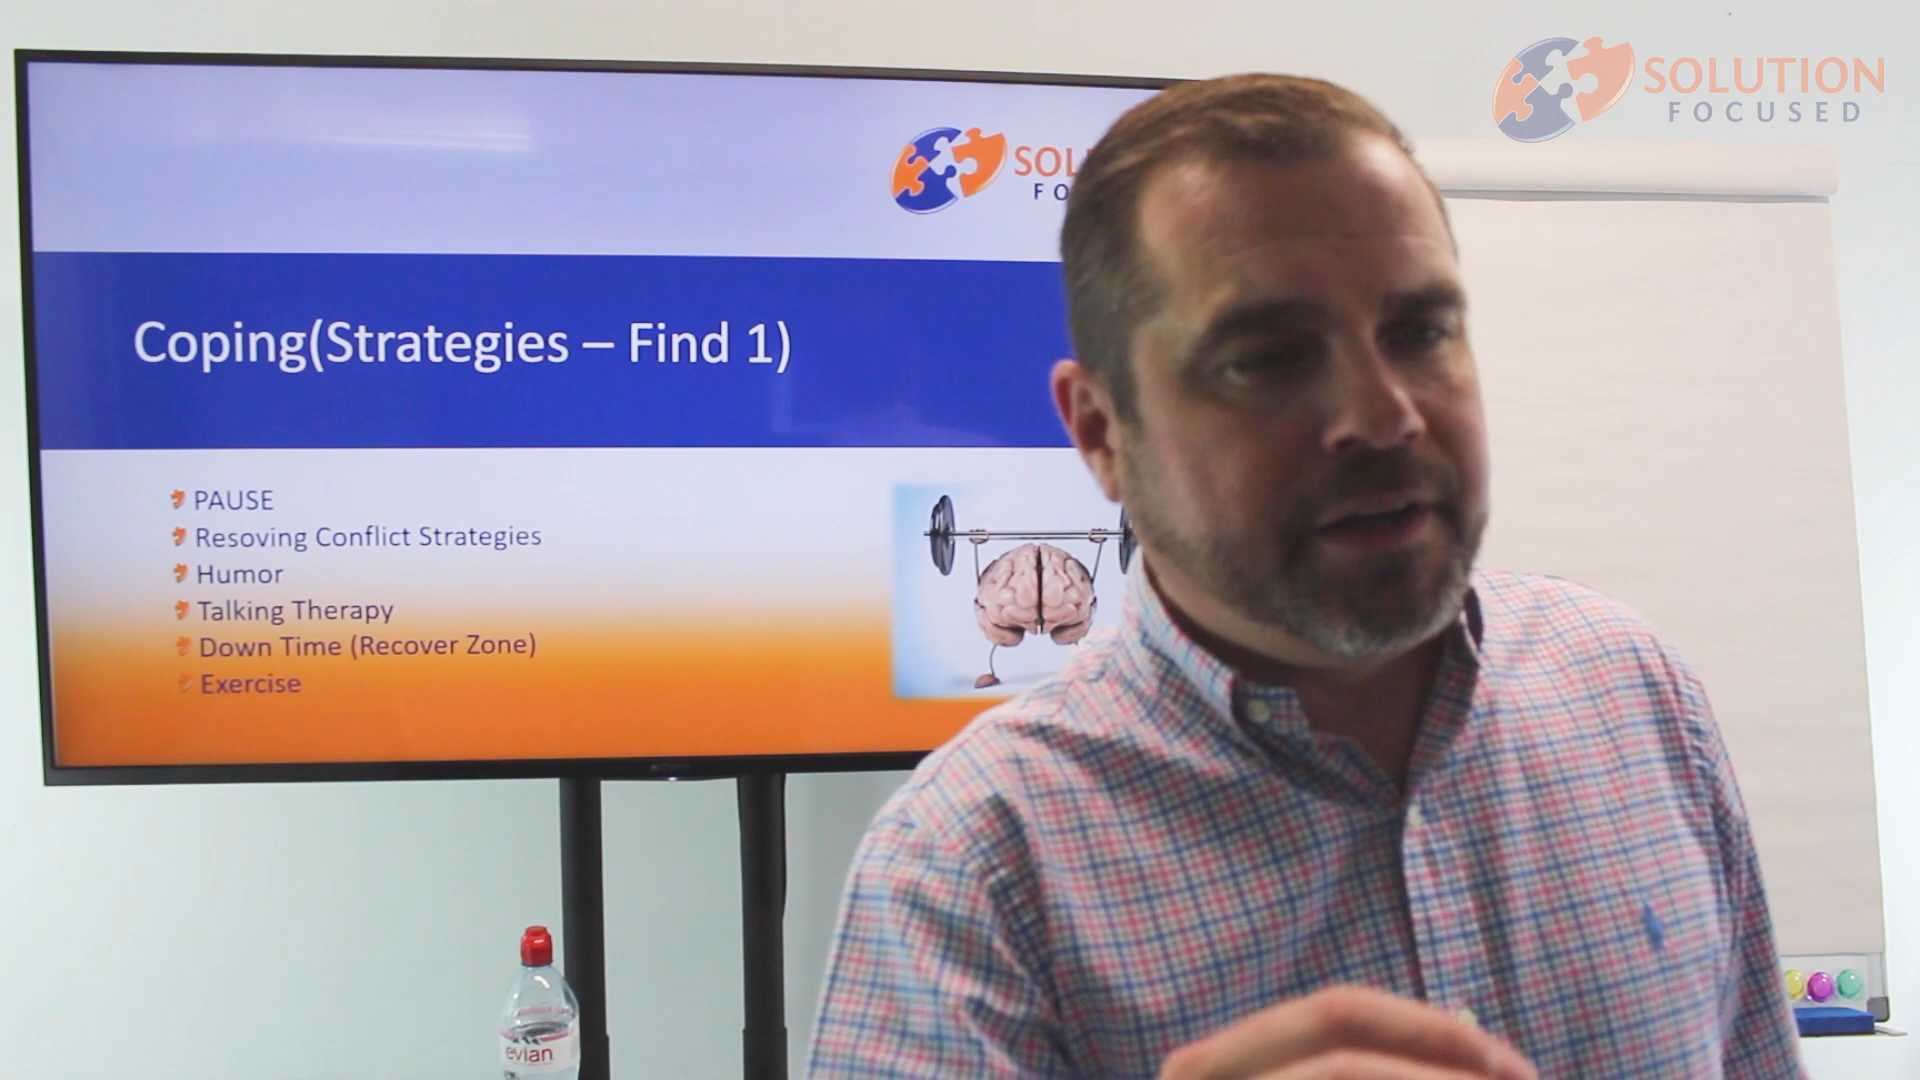 SOLUTION
FOCUSED
SOL
FO
Coping(Strategies – Find 1)
PAUSE
Resoving Conflict Strategies
Humor
Talking Therapy
Down Time (Recover Zone)
Exercise
evian